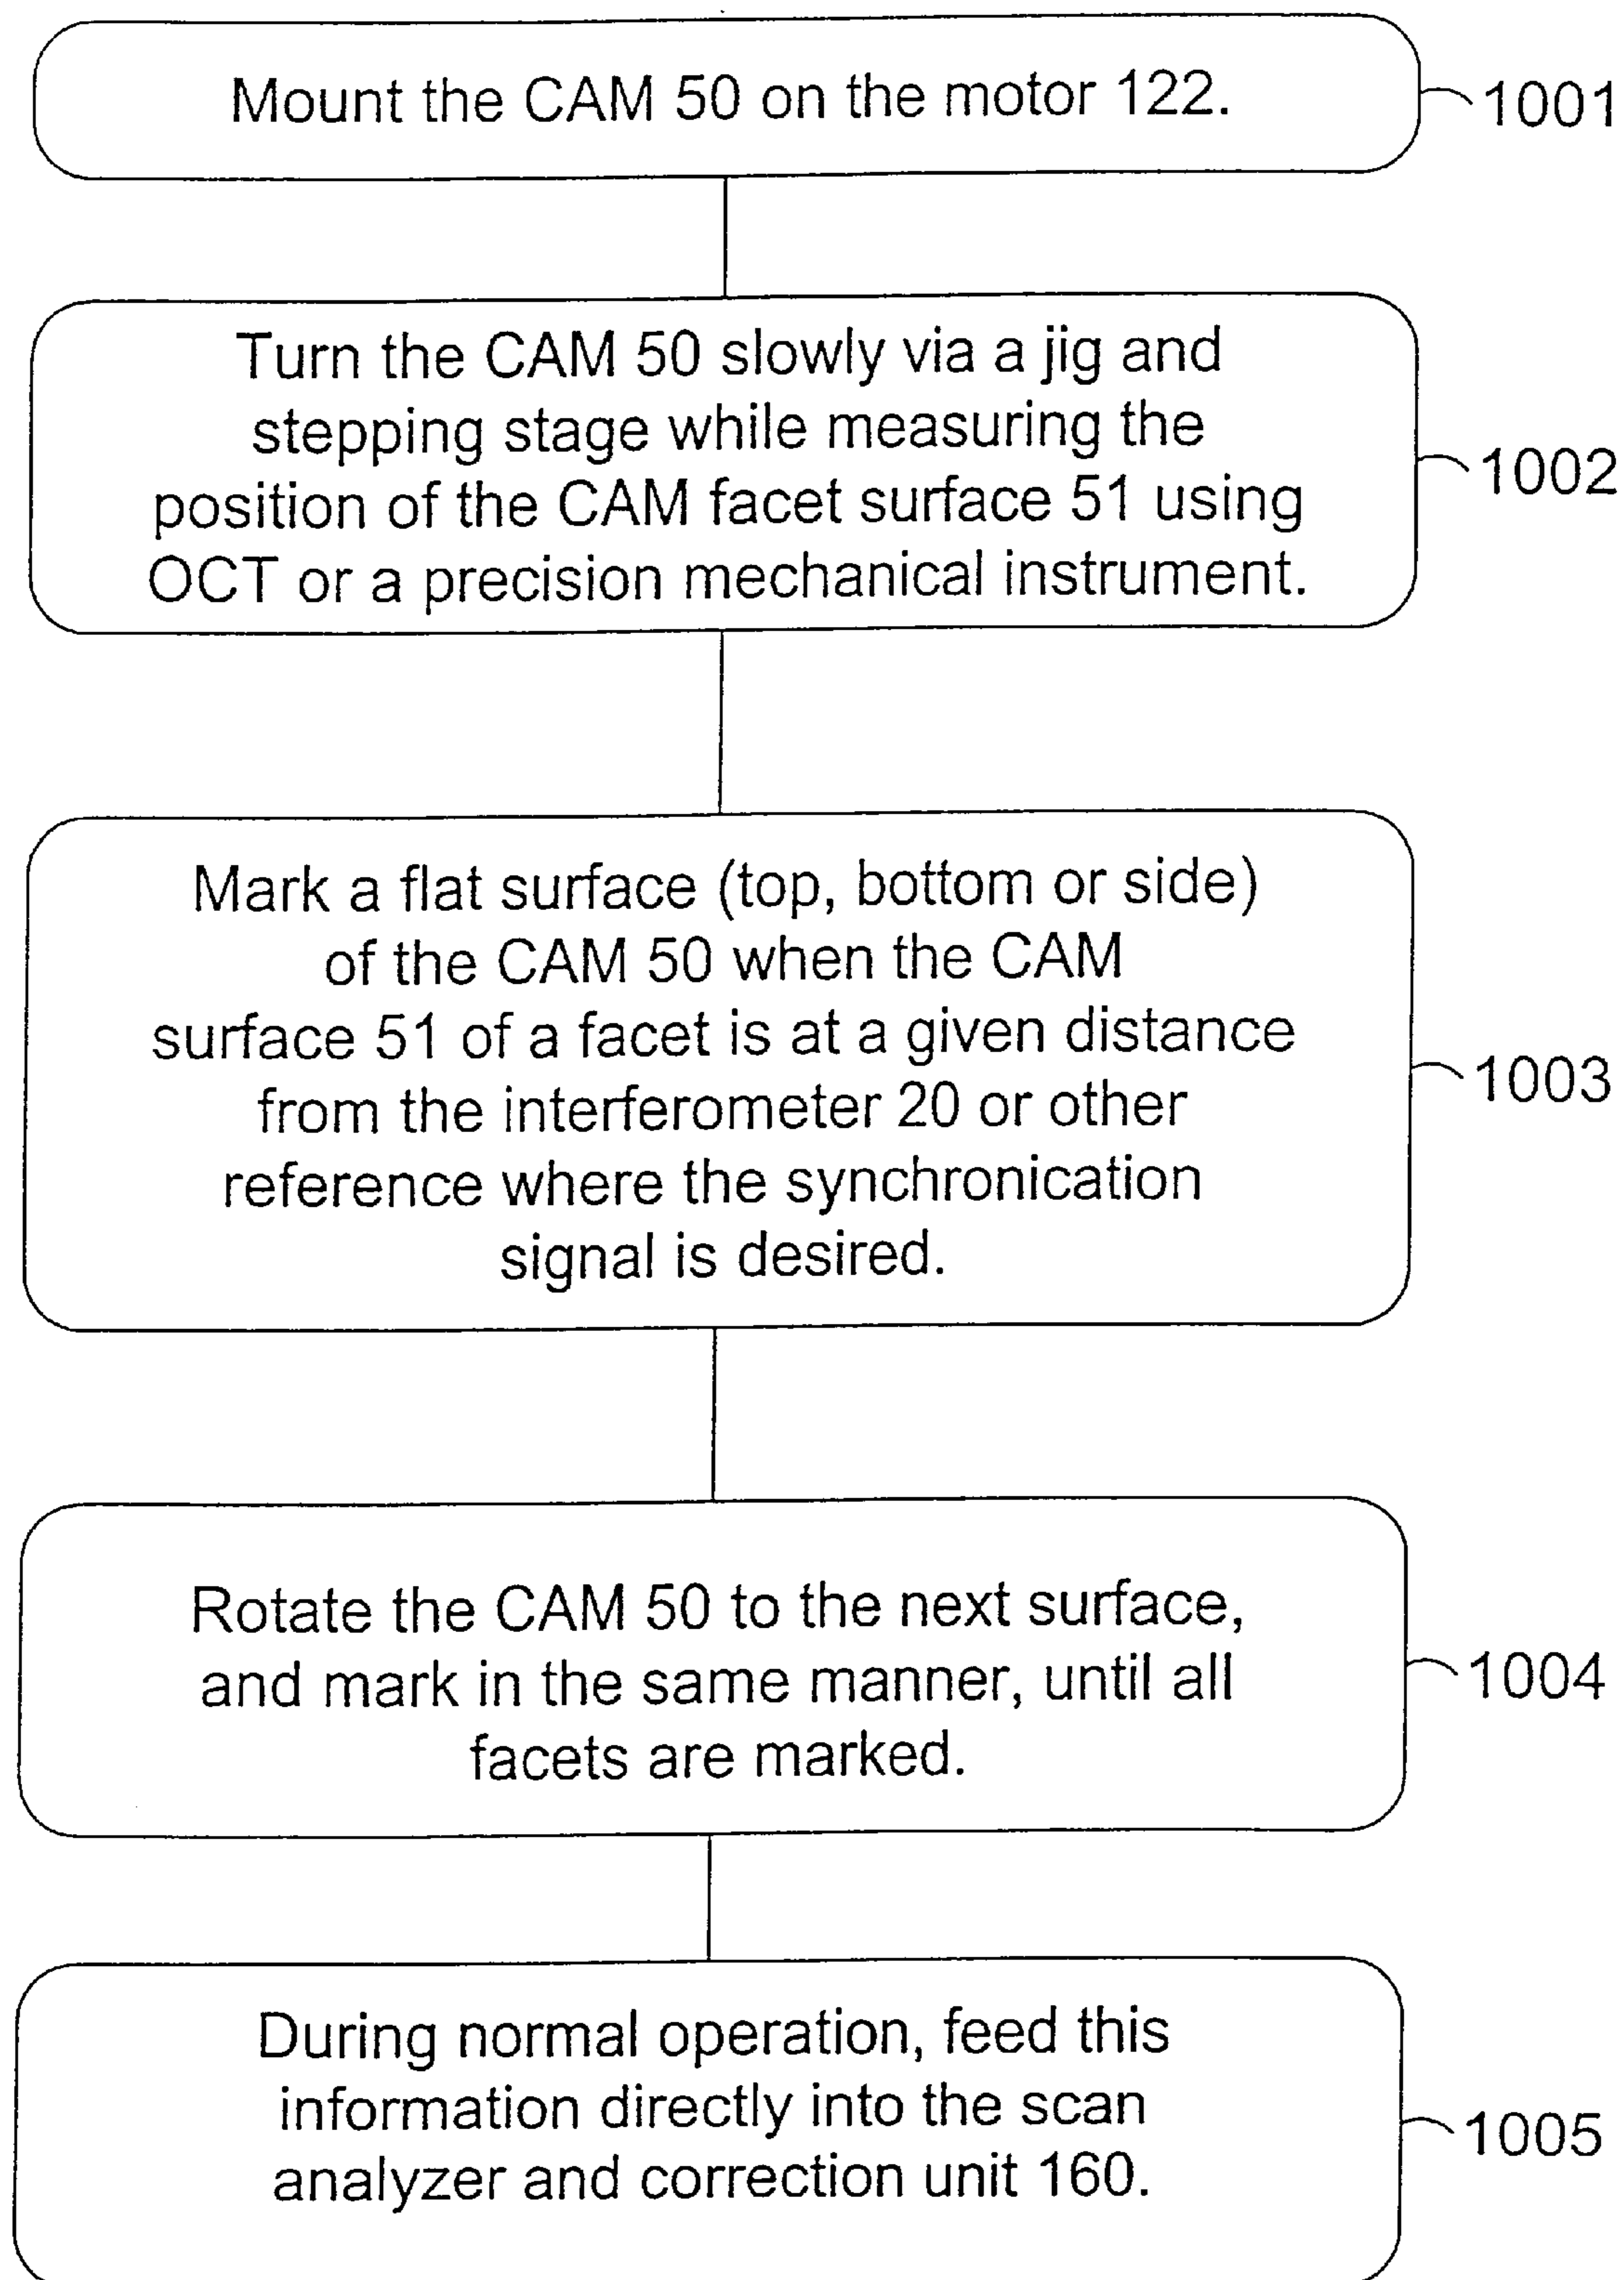 Mount the CAM 50 on the motor 122.
1001
Turn the CAM 50 slowly via a jig and
stepping stage while measuring the
position of the CAM facet surface 51 using
OCT or a precision mechanical instrument.
1002
Mark a flat surface (top, bottom or side)
of the CAM 50 when the CAM
surface 51 of a facet is at a given distance
from the interferometer 20 or other
reference where the synchronication
signal is desired.
1003
Rotate the CAM 50 to the next surface,
and mark in the same manner, until all
facets are marked.
1004
During normal operation, feed this
information directly into the scan
analyzer and correction unit 160.
1005